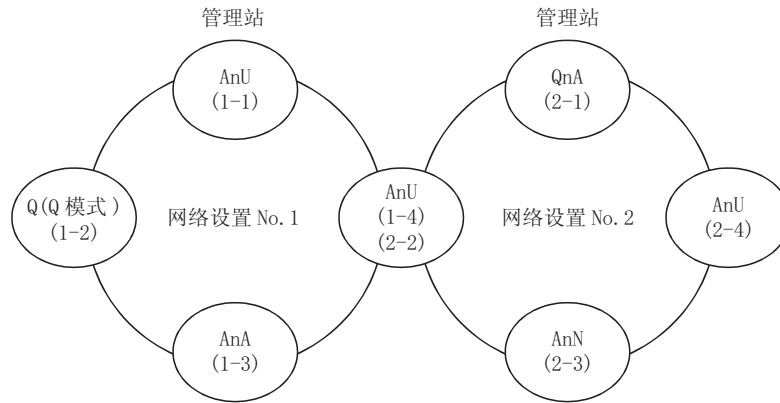 管理站
管理站
AnU
(1-1)
QnA
(2-1)
Q(Q 模式)
(1-2)
网络设置 No.1
AnU
(1-4)
(2-2)
网络设置 No.2
AnU
(2-4)
AnA
(1-3)
AnN
(2-3)